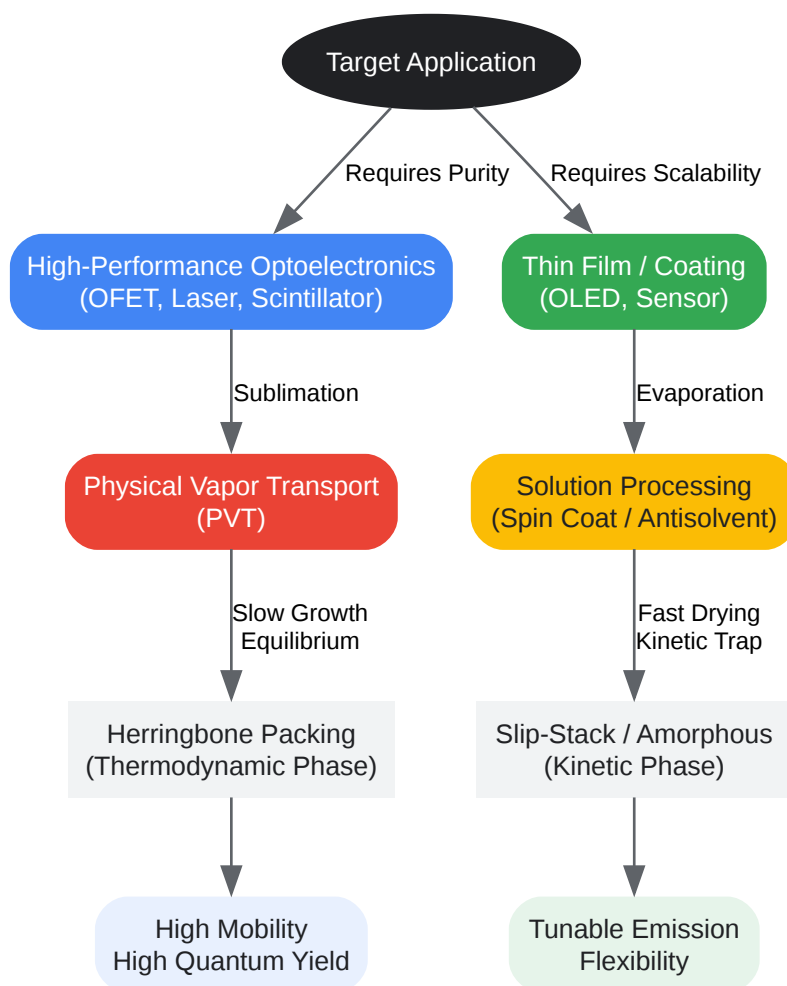 Target Application
Requires Purity
Requires Scalability
High-Performance Optoelectronics
(OFET, Laser, Scintillator)
Thin Film / Coating
(OLED, Sensor)
Sublimation
Evaporation
Physical Vapor Transport
(PVT)
Solution Processing
(Spin Coat / Antisolvent)
Slow Growth
Equilibrium
Fast Drying
Kinetic Trap
Herringbone Packing
(Thermodynamic Phase)
Slip-Stack / Amorphous
(Kinetic Phase)
High Mobility
High Quantum Yield
Tunable Emission
Flexibility